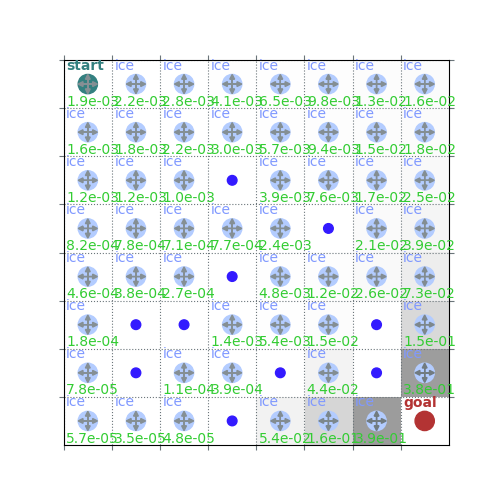 start ice ice ice ice ice ice ice
1.9e-03 2.2e-03 2.8e-03 4.1e-03 6.5e-03 9.8e-03 1.3e-02 1.6e-02
ice ice ice ice ice ice ice ice
1.6e-03 1.8e-03 2.2e-03 3.0e-03 5.7e-03 9.4e-03 1.5e-02 1.8e-02
ice ice ice ice ice ice ice
1.2e-03 1.2e-03 1.0e-03 3.9e-03 7.6e-03 1.7e-02 2.5e-02
ice ice ice ice ice ice ice
8.2e-04 7.8e-04 7.1e-04 7.7e-04 2.4e-03 2.1e-02 3.9e-02
ice ice ice ice ice ice ice
4.6e-04 3.8e-04 2.7e-04 4.8e-03 1.2e-02 2.6e-02 7.3e-02
ice ice ice ice ice
1.8e-04 1.4e-03 5.4e-03 1.5e-02 1.5e-01
ice ice ice ice ice
7.8e-05 1.1e-04 3.9e-04 4.4e-02 3.8e-01
ice ice ice ice ice ice goal
5.7e-05 3.5e-05 4.8e-05 5.4e-02 1.6e-01 3.9e-01